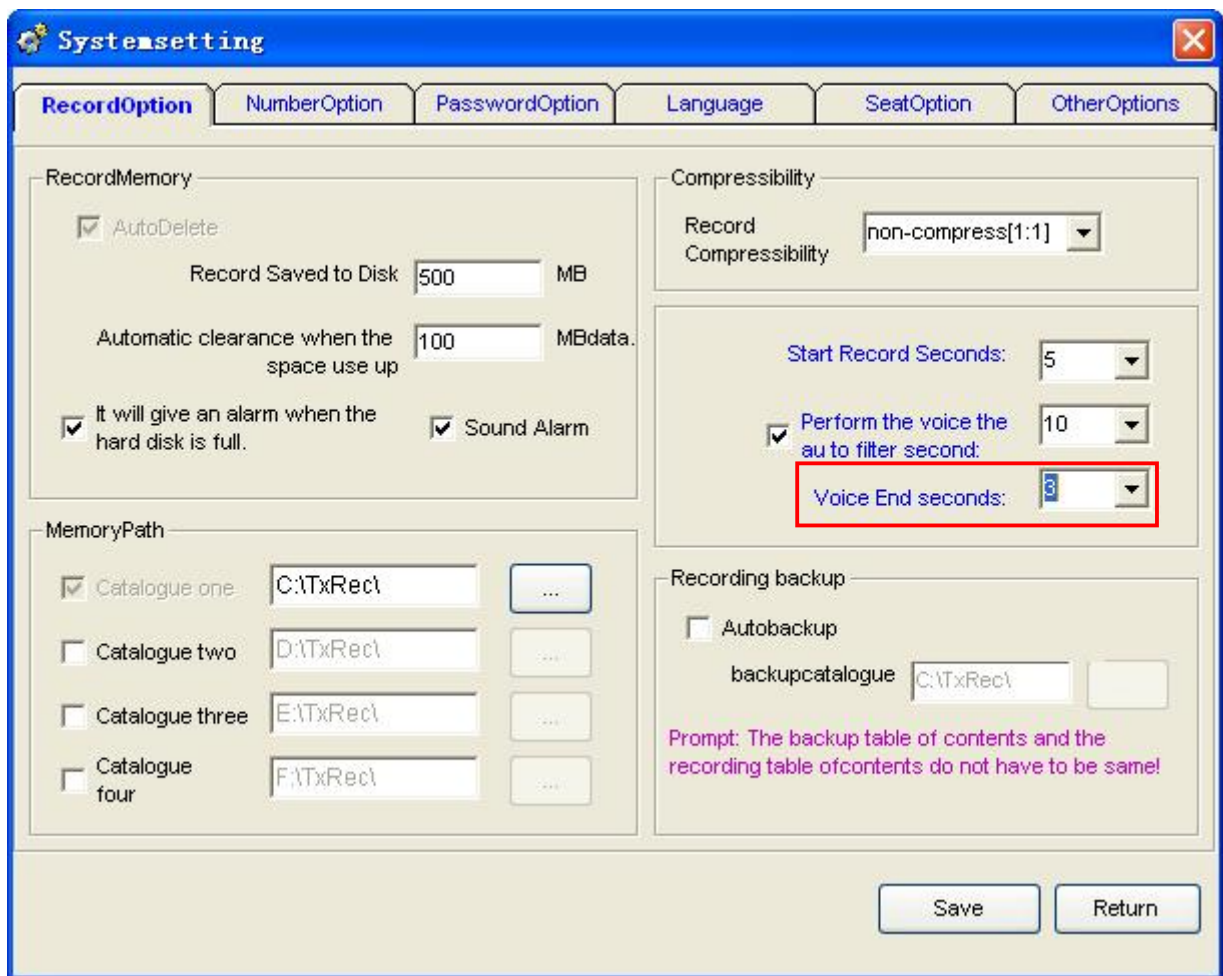 Systemsetting
RecordOption NumberOption PasswordOption Language SeatOption OtherOptions
RecordMemory
AutoDelete
Record Saved to Disk 500 MB
Automatic clearance when the 100 MBdata.
space use up
It will give an alarm when the
hard disk is full.
Sound Alarm
MemoryPath
Catalogue one C:\TxRec\ ...
Catalogue two D:\TxRec\ ...
Catalogue three E:\TxRec\ ...
Catalogue
four
F:\TxRec\ ...
Compressibility
Record
Compressibility
non-compress[1:1]
Start Record Seconds: 5
Perform the voice the
au to filter second:
10
Voice End seconds: 3
Recording backup
Autobackup
backupcatalogue C:\TxRec\
Prompt: The backup table of contents and the
recording table ofcontents do not have to be same!
Save Return